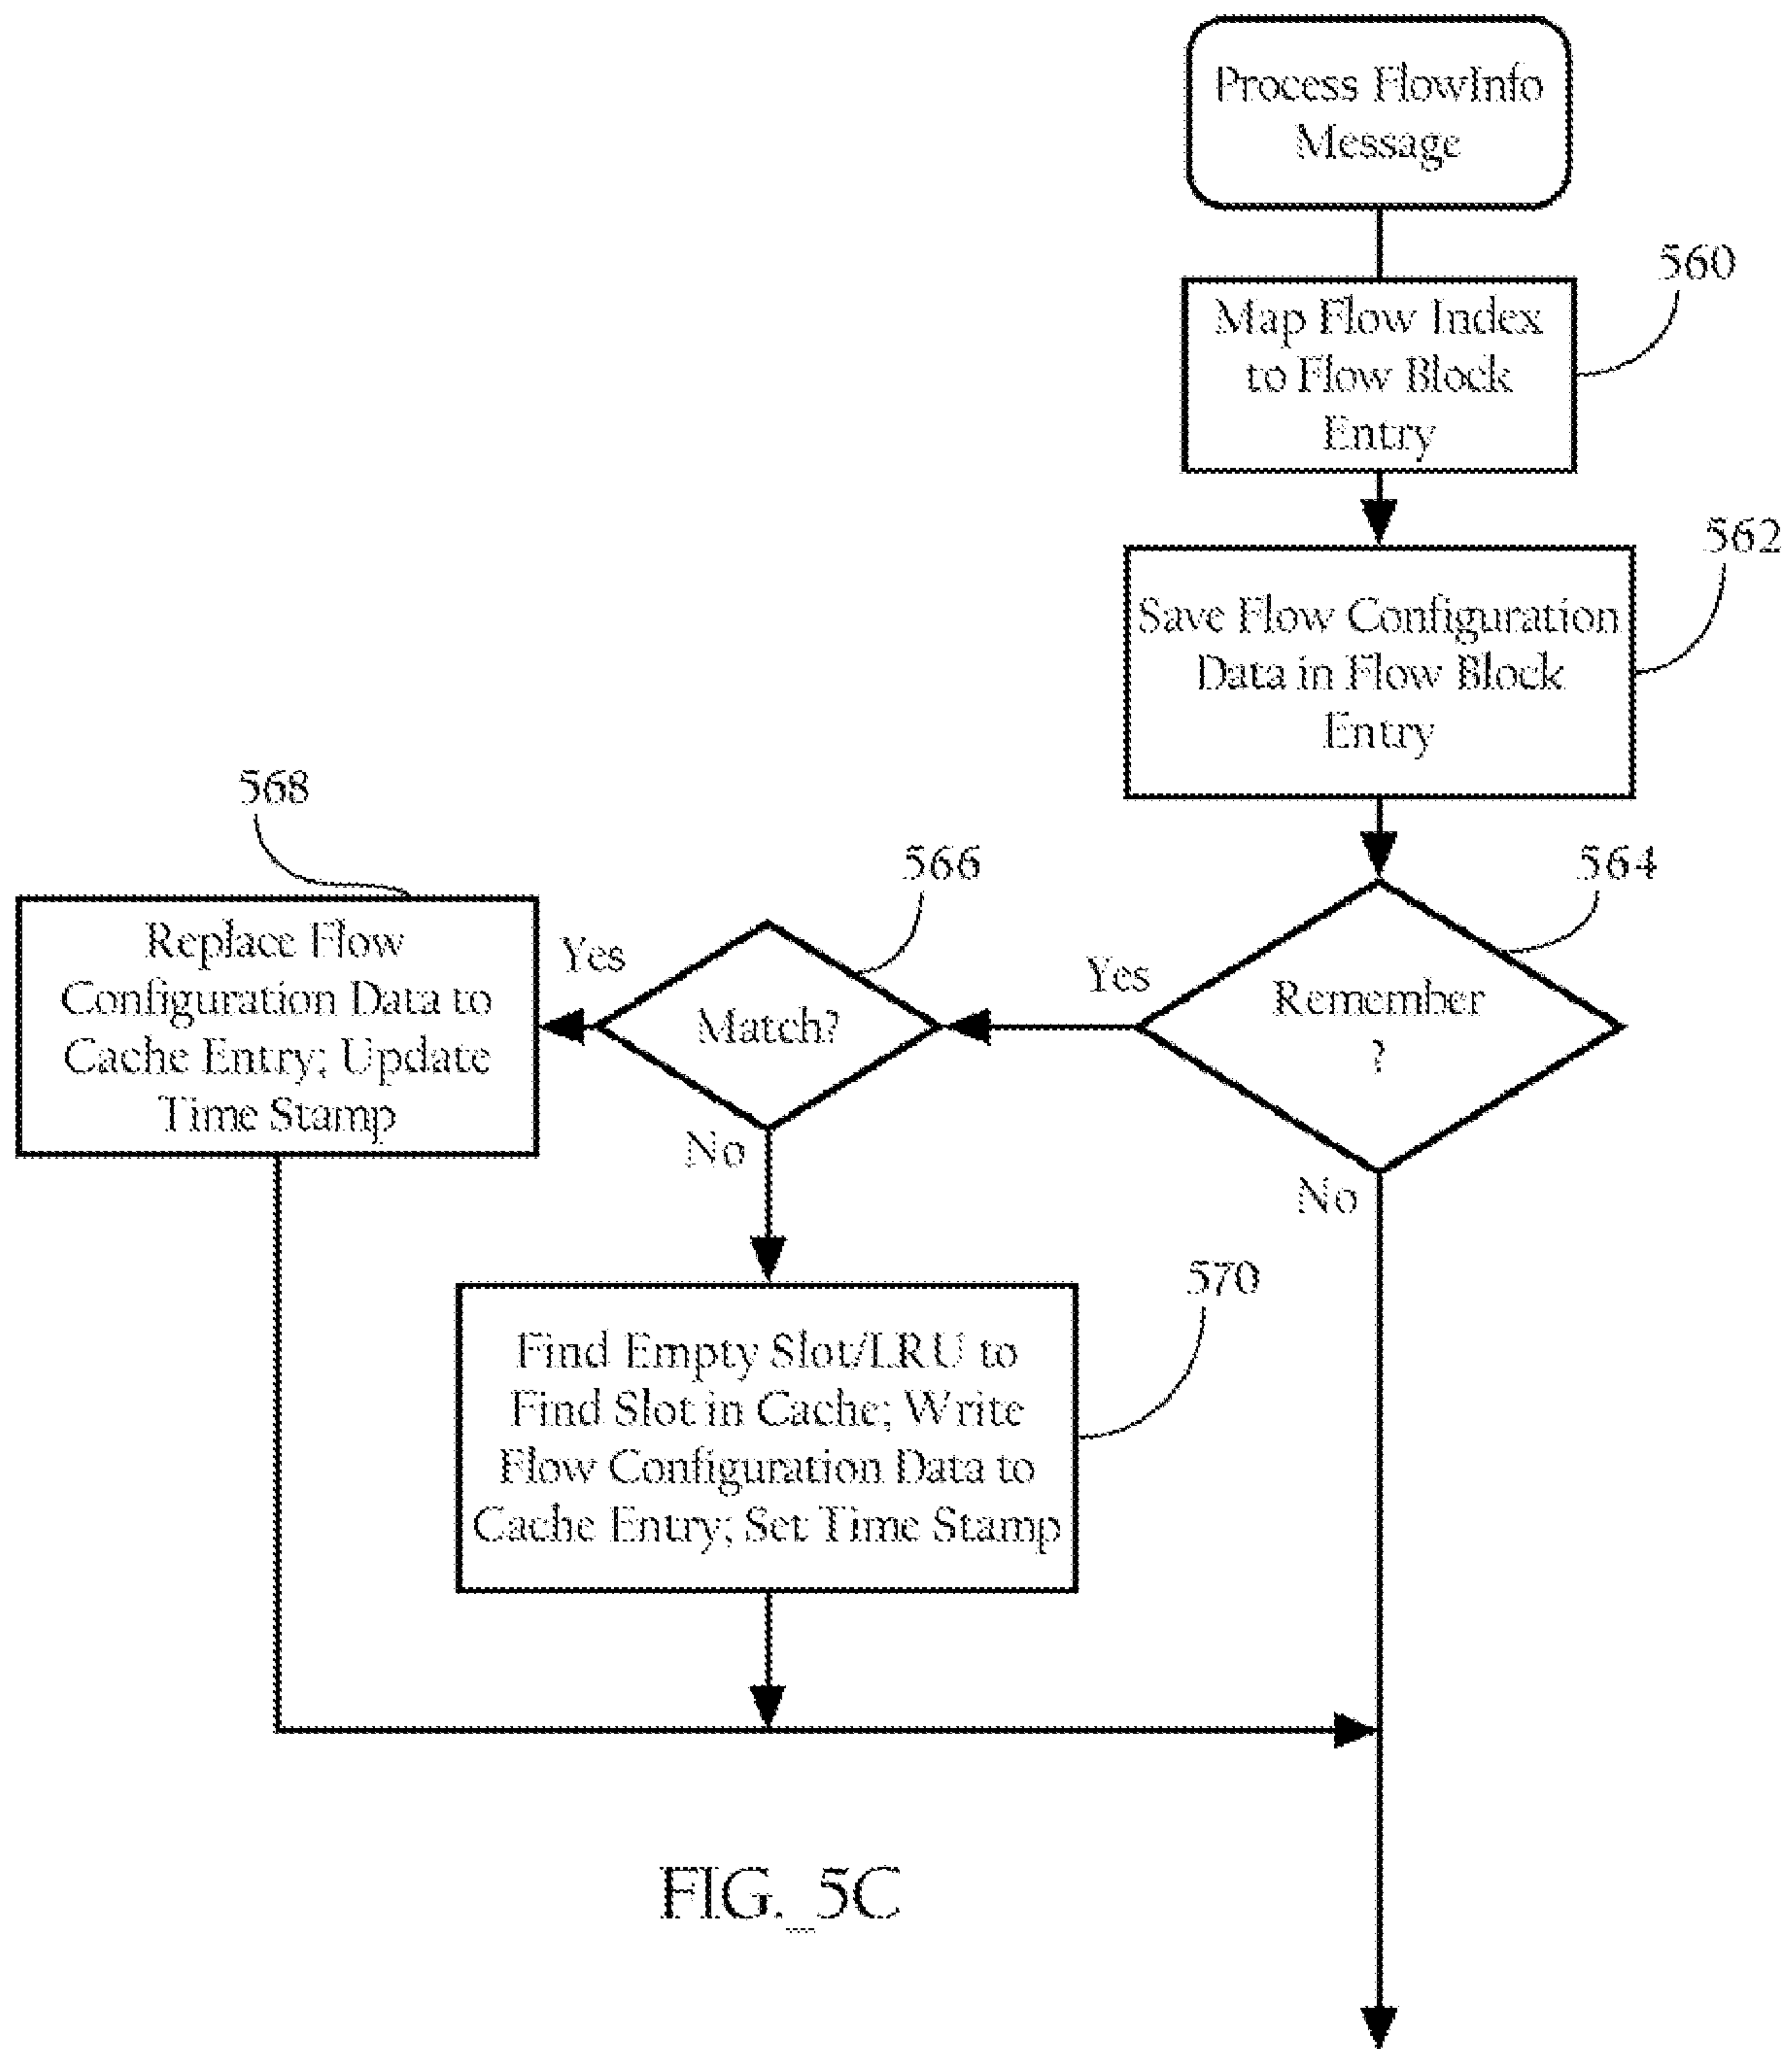 Process FlowInfo
Message
560
Map Flow Index
to Flow Block
Entry
562
Save Flow Configuration
Data in Flow Block
Entry
564
Remember
?
Yes
No
566
Match?
Yes
No
568
Replace Flow
Configuration Data to
Cache Entry; Update
Time Stamp
570
Find Empty Slot/LRU to
Find Slot in Cache; Write
Flow Configuration Data to
Cache Entry; Set Time Stamp
FIG._5C